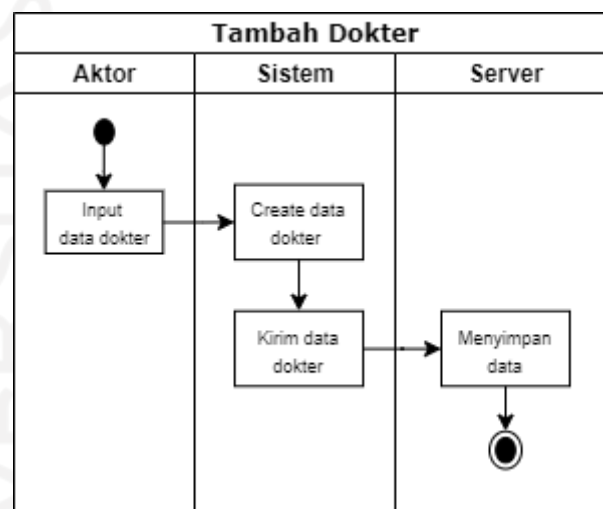 Tambah Dokter
Aktor
Sistem
Server
Input
data dokter
Create data
dokter
Kirim data
dokter
Menyimpan
data